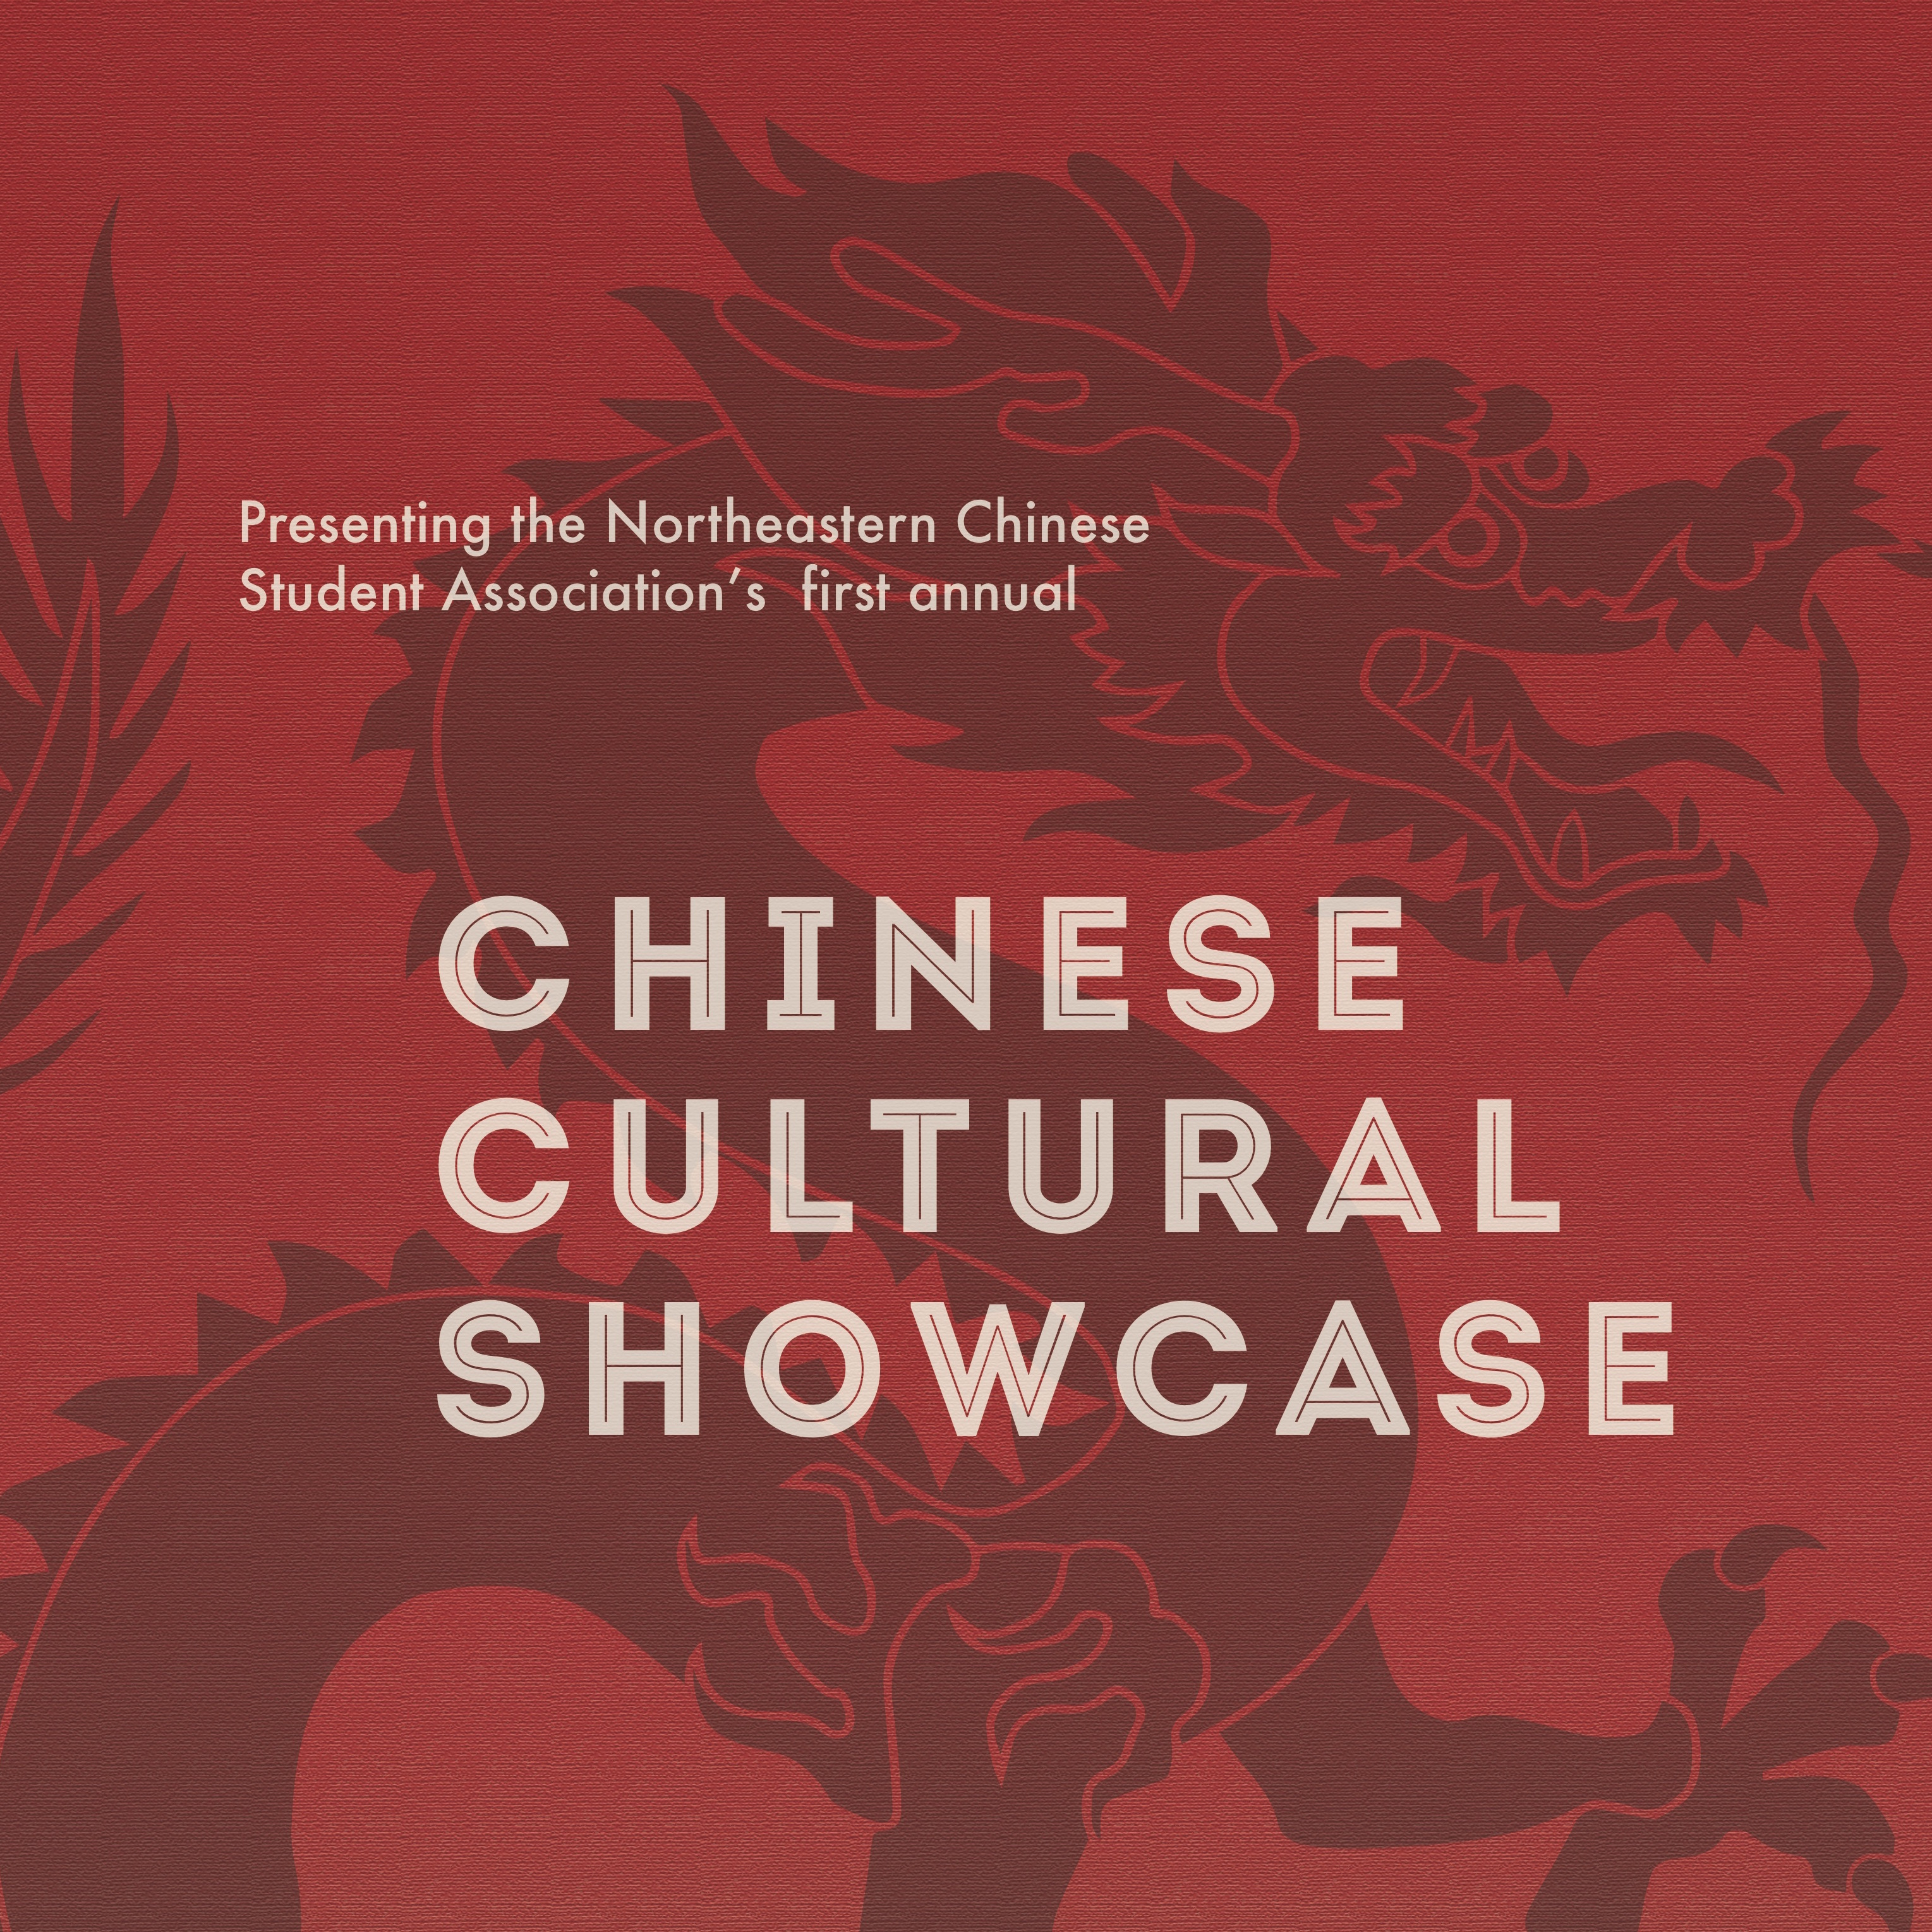 Presenting the Northeastern Chinese
Student Association’s  first annual
CHINESE
CULTURAL
SHOWCASE